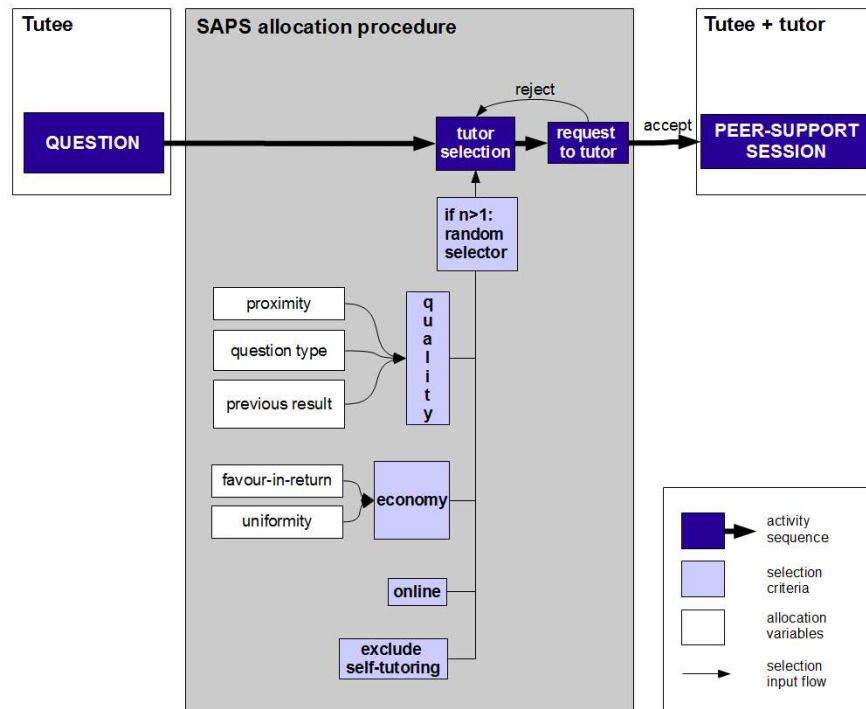 Tutee
SAPS allocation procedure
Tutee + tutor
reject
accept
QUESTION
tutor
selection
request
to tutor
PEER-SUPPORT
SESSION
if n>1:
random
selector
proximity
question type
previous result
q
u
a
l
i
t
y
favour-in-return
uniformity
economy
online
exclude
self-tutoring
activity
sequence
selection
criteria
allocation
variables
selection
input flow